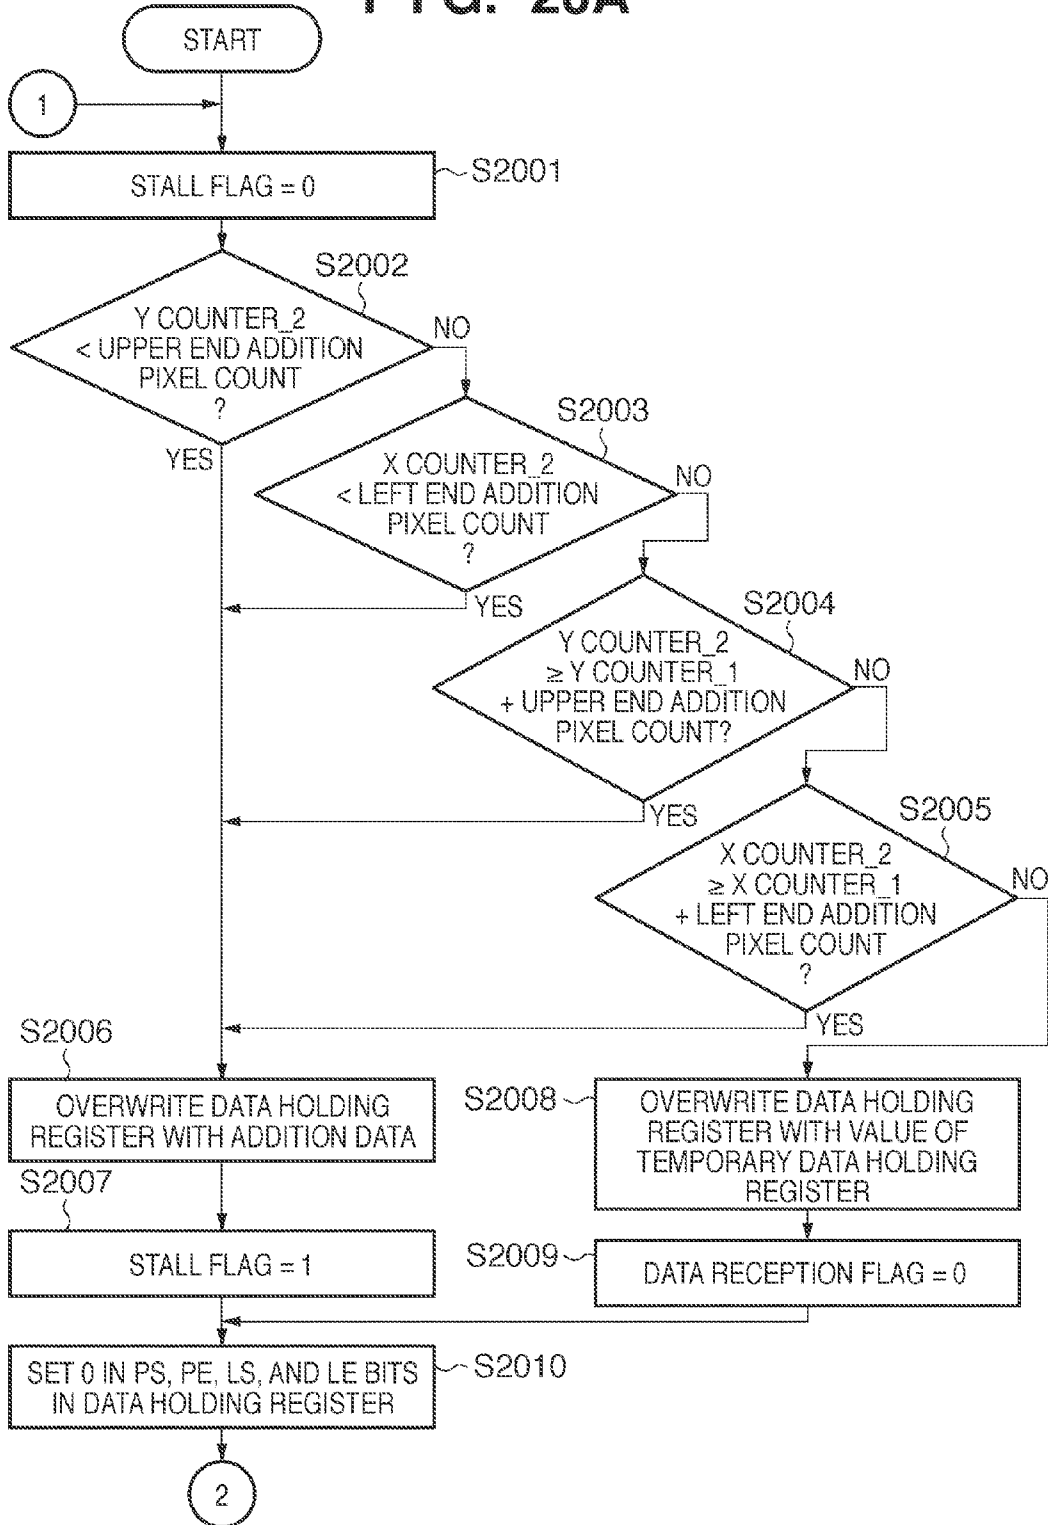 FIG. 20A
START
1
STALL FLAG = 0
S2001
S2002
Y COUNTER_2
< UPPER END ADDITION
PIXEL COUNT
?
NO
YES
S2003
X COUNTER_2
< LEFT END ADDITION
PIXEL COUNT
?
NO
YES
S2004
Y COUNTER_2
≥ Y COUNTER_1
+ UPPER END ADDITION
PIXEL COUNT?
NO
YES
S2005
X COUNTER_2
≥ X COUNTER_1
+ LEFT END ADDITION
PIXEL COUNT
?
NO
YES
S2006
OVERWRITE DATA HOLDING
REGISTER WITH ADDITION DATA
S2007
STALL FLAG = 1
S2008
OVERWRITE DATA HOLDING
REGISTER WITH VALUE OF
TEMPORARY DATA HOLDING
REGISTER
S2009
DATA RECEPTION FLAG = 0
SET 0 IN PS, PE, LS, AND LE BITS
IN DATA HOLDING REGISTER
S2010
2